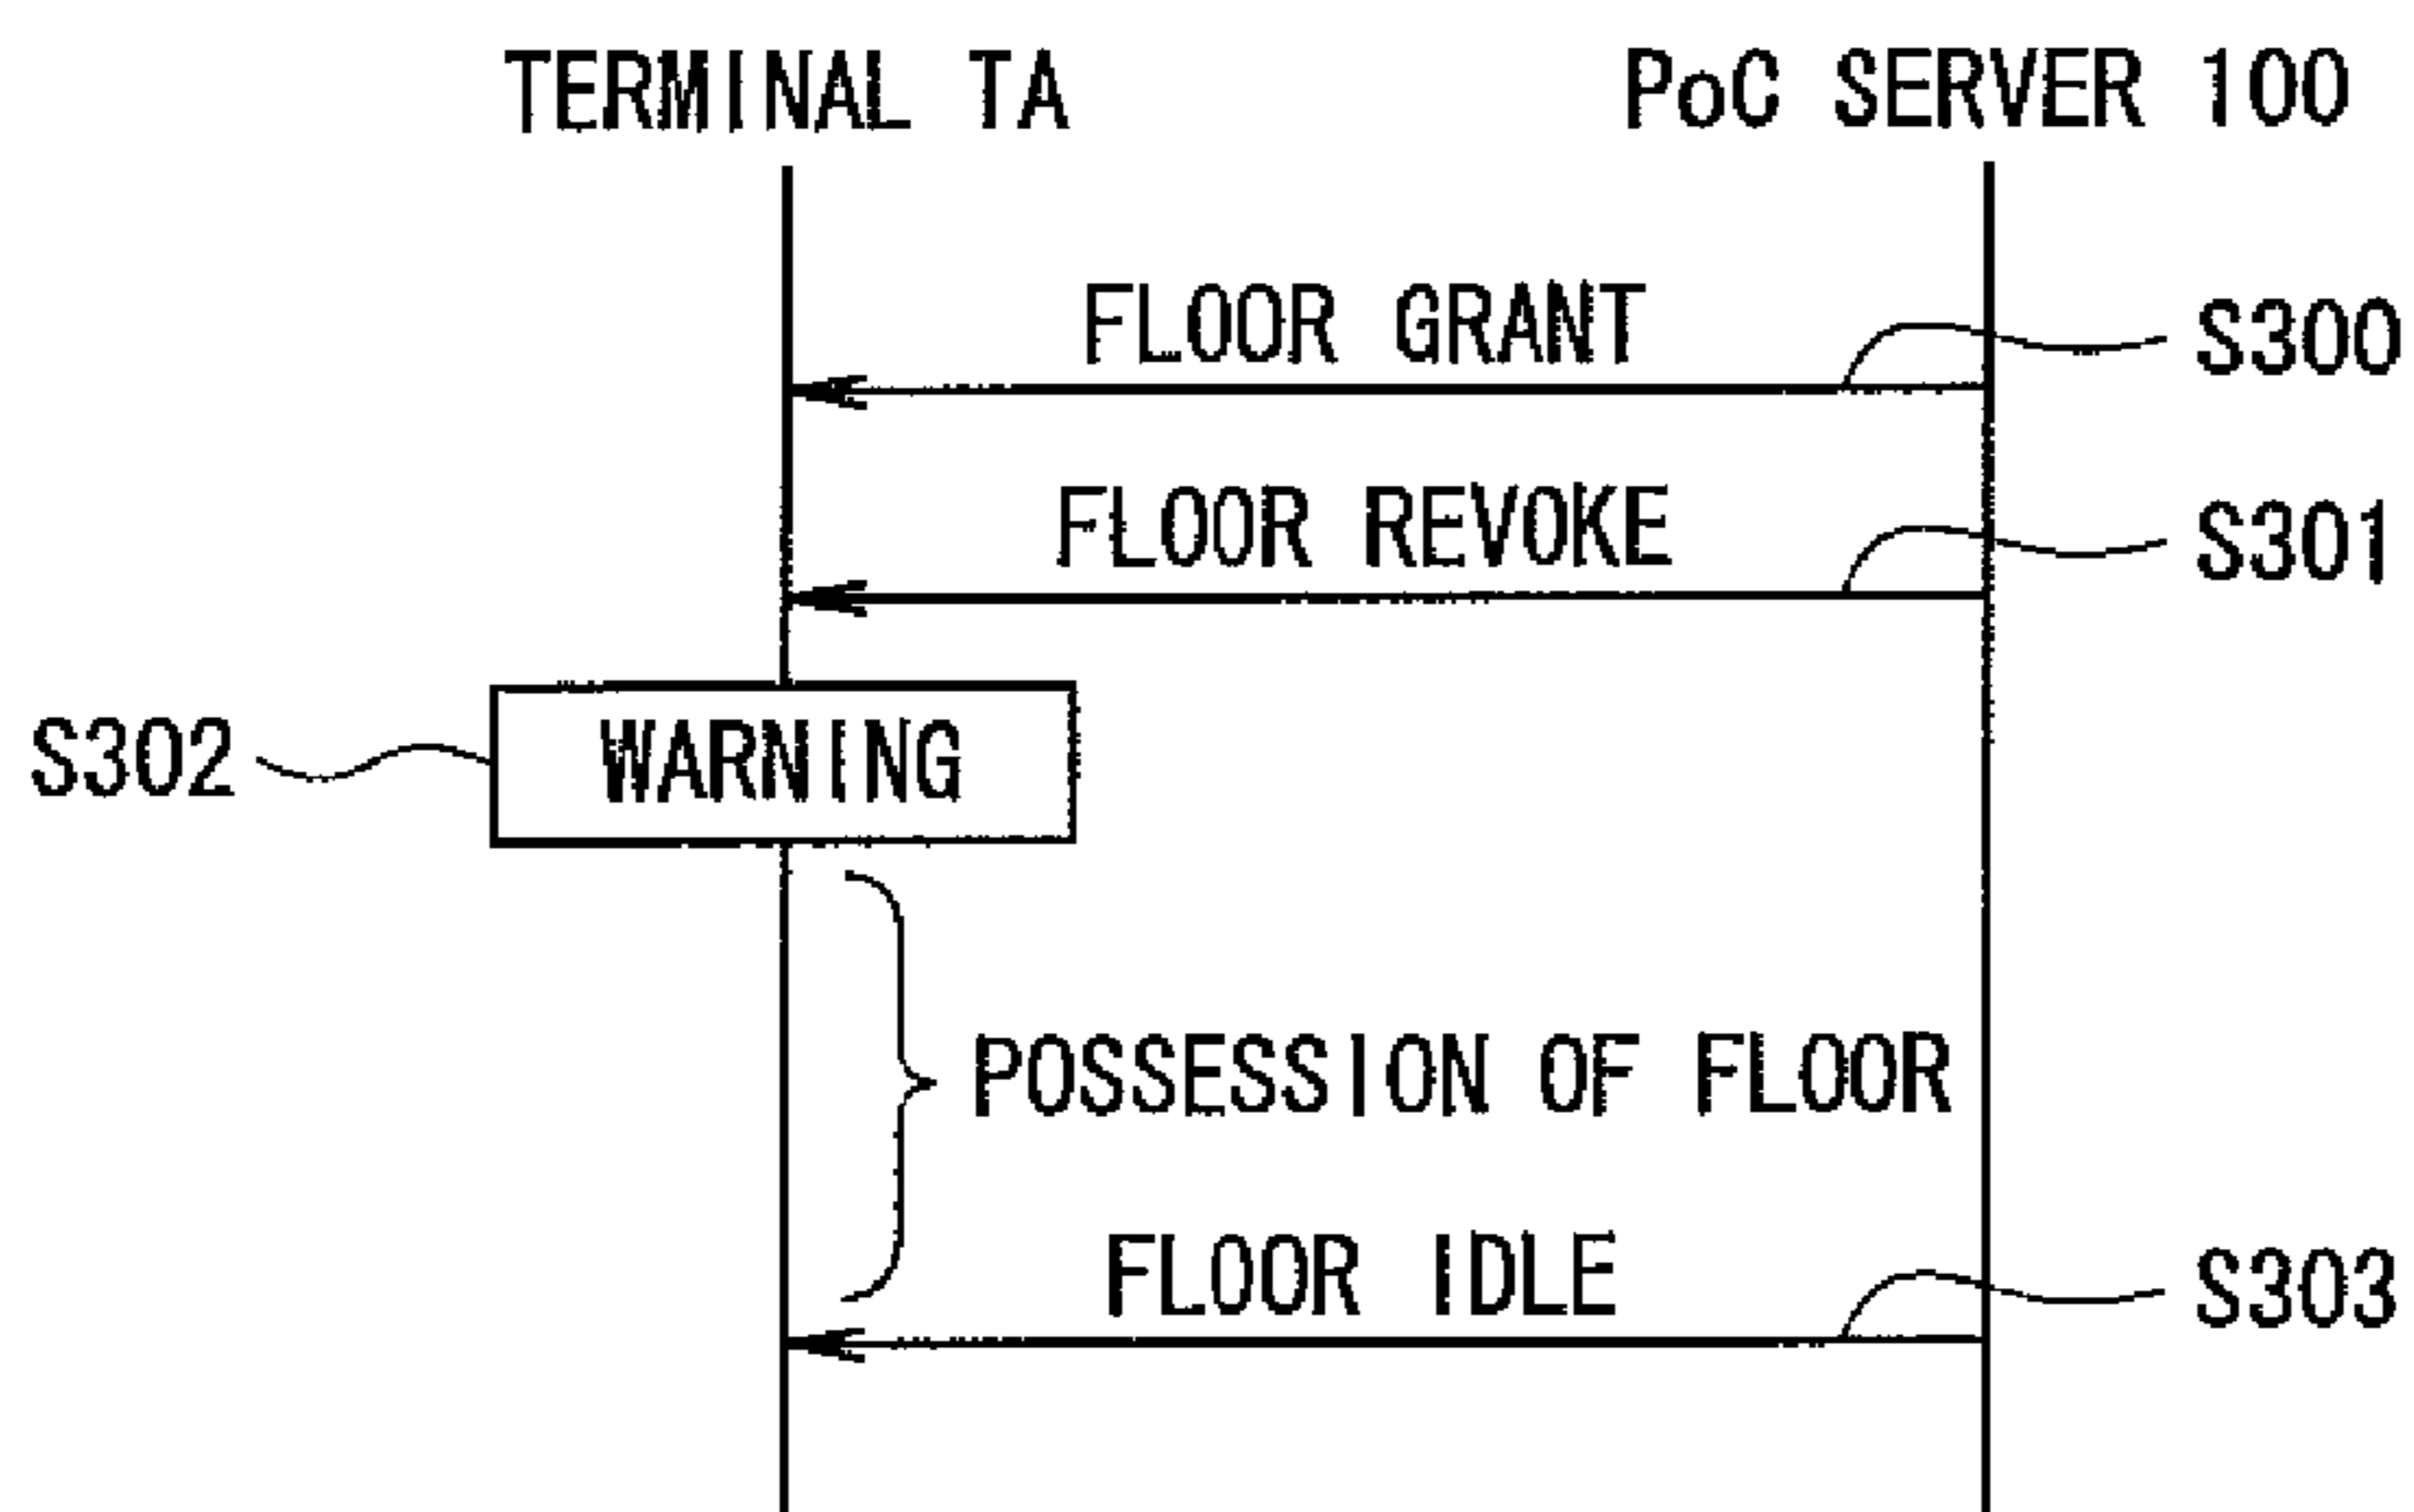 TERMINAL TA
PoC SERVER 100
FLOOR GRANT
S300
FLOOR REVOKE
S301
S302
WARNING
POSSESSION OF FLOOR
FLOOR IDLE
S303